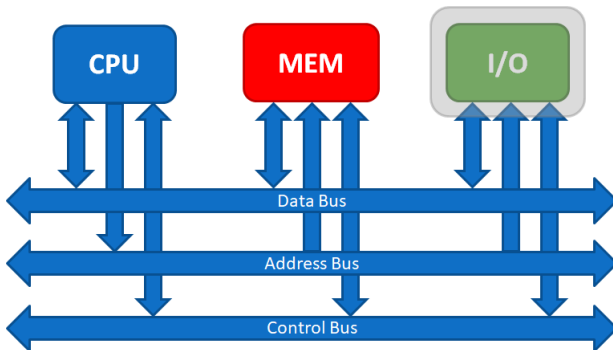 CPU
MEM
I/O
Data Bus
Address Bus
Control Bus